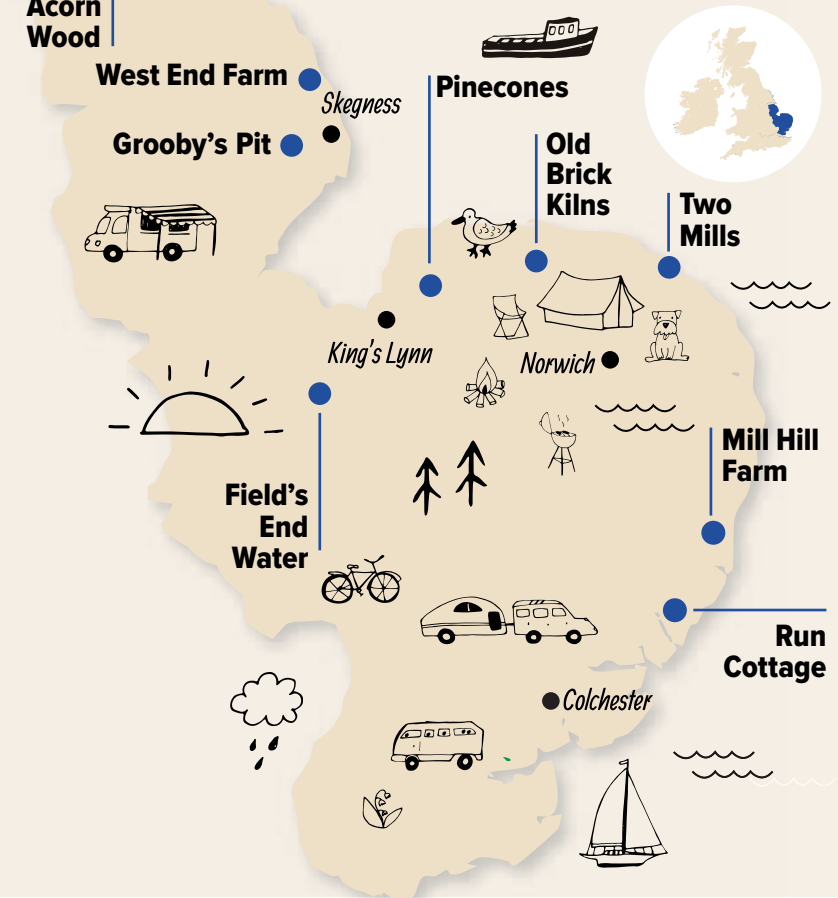 Acorn
Wood
West End Farm
Skegness
Pinecones
Grooby's Pit
Old
Brick
Kilns
Two
Mills
King's Lynn
Norwich
Mill Hill
Farm
Field's
End
Water
Run
Cottage
Colchester